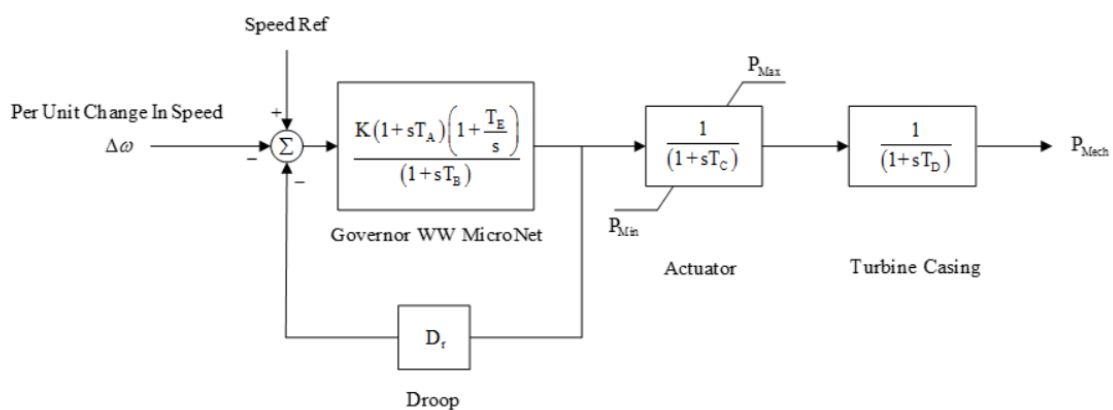 Speed Ref
P_Max
Per Unit Change In Speed
Δω
+
−
−
Σ
K(1+sT_A)(1+T_E/s)
(1+sT_B)
1
(1+sT_C)
1
(1+sT_D)
P_Mech
P_Min
Governor WW MicroNet
Actuator
Turbine Casing
D_r
Droop